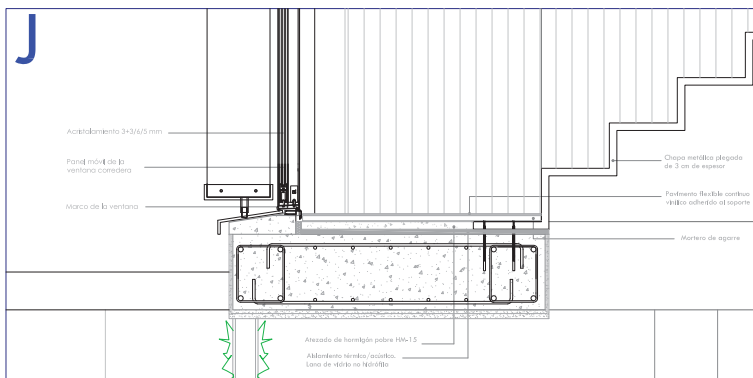 J
Acristalamiento 3+3/6/5 mm
Panel móvil de la
ventana corredera
Marco de la ventana
Chapa metálica plegada
de 3 cm de espesor
Pavimento flexible continuo
vinílico adherido al soporte
Mortero de agarre
Atezado de hormigón pobre HM-15
Aislamiento térmico/acústico.
Lana de vidrio no hidrófila